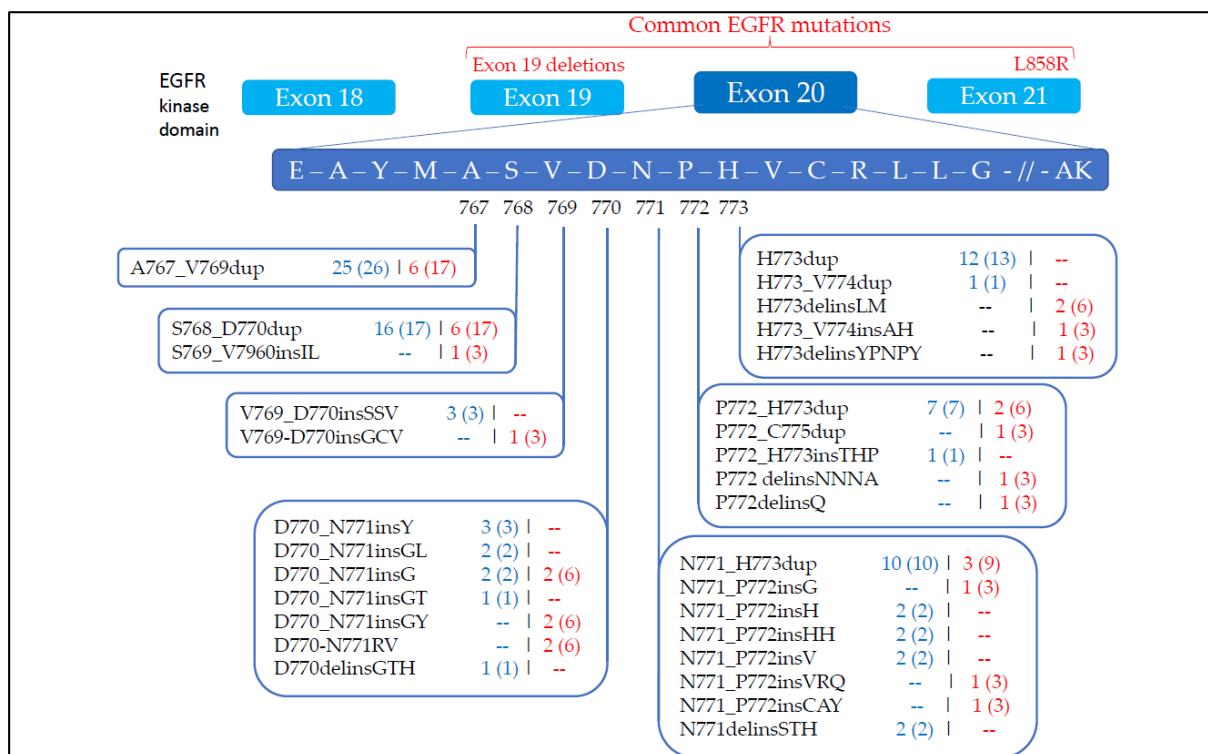 Common EGFR mutations
Exon 19 deletions
L858R
EGFR
kinase
domain
Exon 18
Exon 19
Exon 20
Exon 21
E – A – Y – M – A – S – V – D – N – P – H – V – C – R – L – L – G - // - AK
767 768 769 770 771 772 773
A767_V769dup 25 (26) | 6 (17)
S768_D770dup 16 (17) | 6 (17)
S769_V7960insIL -- | 1 (3)
V769_D770insSSV 3 (3) | --
V769-D770insGCV -- | 1 (3)
D770_N771insY 3 (3) | --
D770_N771insGL 2 (2) | --
D770_N771insG 2 (2) | 2 (6)
D770_N771insGT 1 (1) | --
D770_N771insGY -- | 2 (6)
D770-N771RV -- | 2 (6)
D770delinsGTH 1 (1) | --
H773dup 12 (13) | --
H773_V774dup 1 (1) | --
H773delinsLM -- | 2 (6)
H773_V774insAH -- | 1 (3)
H773delinsYPNPY -- | 1 (3)
P772_H773dup 7 (7) | 2 (6)
P772_C775dup -- | 1 (3)
P772_H773insTHP 1 (1) | --
P772 delinsNNNA -- | 1 (3)
P772delinsQ -- | 1 (3)
N771_H773dup 10 (10) | 3 (9)
N771_P772insG -- | 1 (3)
N771_P772insH 2 (2) | --
N771_P772insHH 2 (2) | --
N771_P772insV 2 (2) | --
N771_P772insVRQ -- | 1 (3)
N771_P772insCAY -- | 1 (3)
N771delinsSTH 2 (2) | --